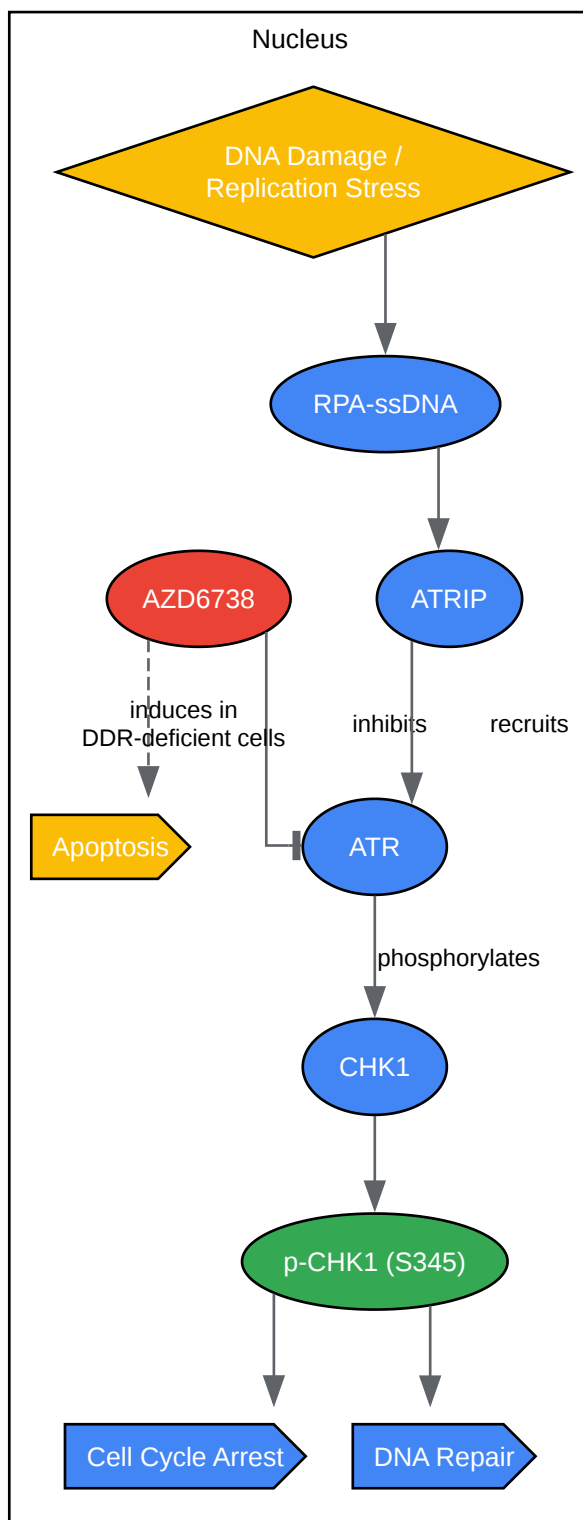 Nucleus
DNA Damage /
Replication Stress
RPA-ssDNA
AZD6738
ATRIP
induces in
DDR-deficient cells
inhibits
recruits
Apoptosis
ATR
phosphorylates
CHK1
p-CHK1 (S345)
Cell Cycle Arrest
DNA Repair